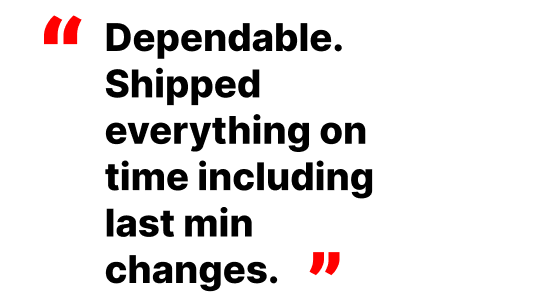 “ Dependable.
Shipped
everything on
time including
last min
changes. ”